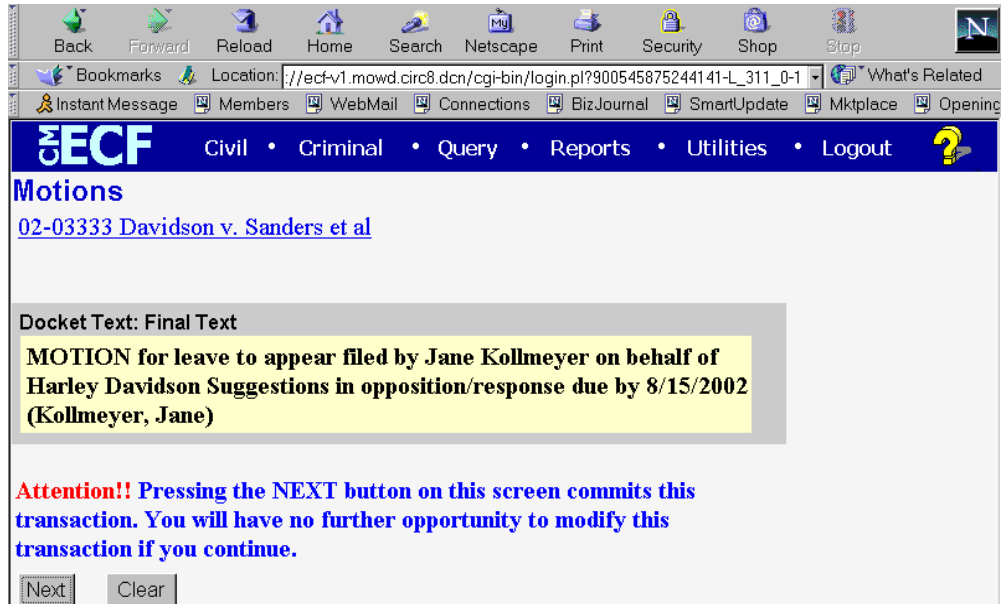 Back Forward Reload Home Search Netscape Print Security Shop Stop
My
N
Bookmarks Location: ://ecf-v1.mowd.circ8.dcn/cgi-bin/login.pl?900545875244141-L_311_0-1 What's Related
Instant Message Members WebMail Connections BizJournal SmartUpdate Mktplace Opening
CM ECF Civil • Criminal • Query • Reports • Utilities • Logout ?
Motions
02-03333 Davidson v. Sanders et al
Docket Text: Final Text
MOTION for leave to appear filed by Jane Kollmeyer on behalf of
Harley Davidson Suggestions in opposition/response due by 8/15/2002
(Kollmeyer, Jane)
Attention!! Pressing the NEXT button on this screen commits this
transaction. You will have no further opportunity to modify this
transaction if you continue.
Next Clear